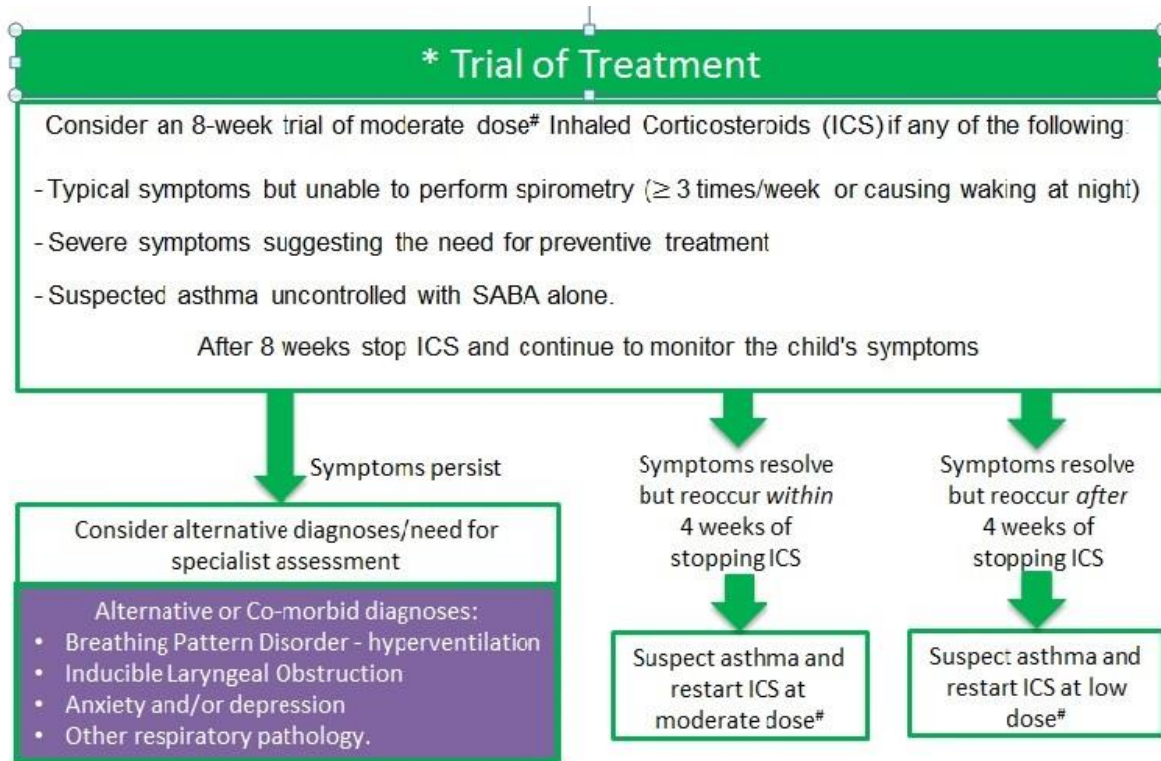 * Trial of Treatment
Consider an 8-week trial of moderate dose# Inhaled Corticosteroids (ICS) if any of the following:
- Typical symptoms but unable to perform spirometry (≥ 3 times/week or causing waking at night)
- Severe symptoms suggesting the need for preventive treatment
- Suspected asthma uncontrolled with SABA alone.
After 8 weeks stop ICS and continue to monitor the child's symptoms
Symptoms persist
Consider alternative diagnoses/need for
specialist assessment
Alternative or Co-morbid diagnoses:
• Breathing Pattern Disorder - hyperventilation
• Inducible Laryngeal Obstruction
• Anxiety and/or depression
• Other respiratory pathology.
Symptoms resolve
but reoccur within
4 weeks of
stopping ICS
Suspect asthma and
restart ICS at
moderate dose#
Symptoms resolve
but reoccur after
4 weeks of
stopping ICS
Suspect asthma and
restart ICS at low
dose#